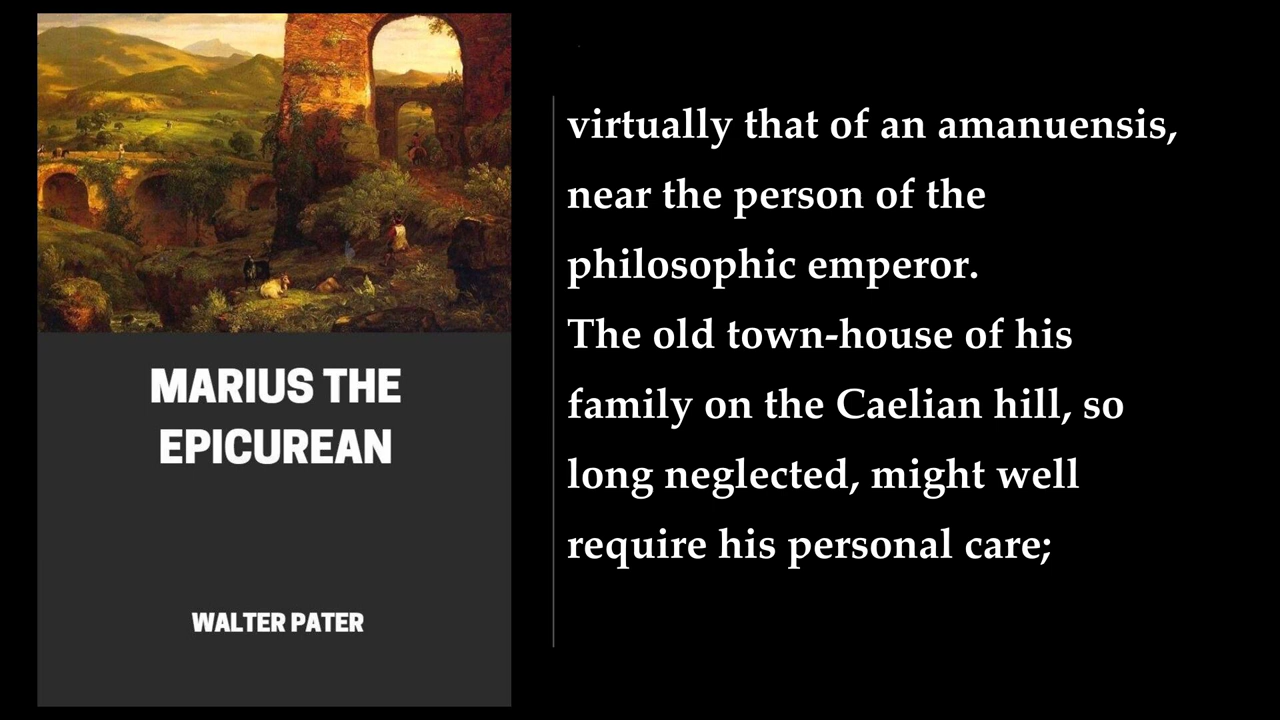 MARIUS THE
EPICUREAN
WALTER PATER
virtually that of an amanuensis,
near the person of the
philosophic emperor.
The old town-house of his
family on the Caelian hill, so
long neglected, might well
require his personal care;